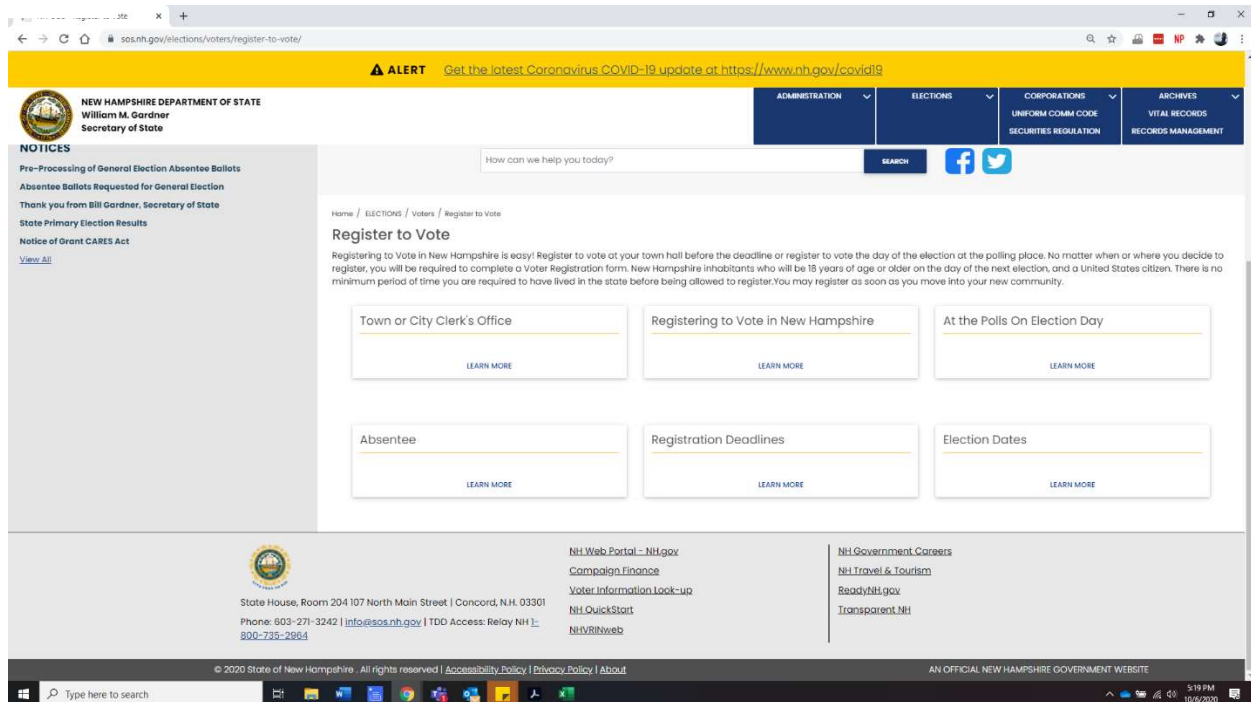 sos.nh.gov/elections/voters/register-to-vote/
NP
ALERT Get the latest Coronavirus COVID-19 update at https://www.nh.gov/covid19
NEW HAMPSHIRE DEPARTMENT OF STATE
William M. Gardner
Secretary of State
ADMINISTRATION
ELECTIONS
CORPORATIONS
UNIFORM COMM CODE
SECURITIES REGULATION
ARCHIVES
VITAL RECORDS
RECORDS MANAGEMENT
NOTICES
Pre-Processing of General Election Absentee Ballots
Absentee Ballots Requested for General Election
Thank you from Bill Gardner, Secretary of State
State Primary Election Results
Notice of Grant CARES Act
View All
How can we help you today?
SEARCH
Home / ELECTIONS / Voters / Register to Vote
Register to Vote
Registering to Vote in New Hampshire is easy! Register to vote at your town hall before the deadline or register to vote the day of the election at the polling place. No matter when or where you decide to
register, you will be required to complete a Voter Registration form. New Hampshire inhabitants who will be 18 years of age or older on the day of the next election, and a United States citizen. There is no
minimum period of time you are required to have lived in the state before being allowed to register.You may register as soon as you move into your new community.
Town or City Clerk's Office
LEARN MORE
Registering to Vote in New Hampshire
LEARN MORE
At the Polls On Election Day
LEARN MORE
Absentee
LEARN MORE
Registration Deadlines
LEARN MORE
Election Dates
LEARN MORE
State House, Room 204 107 North Main Street | Concord, N.H. 03301
Phone: 603-271-
3242 | info@sos.nh.gov | TDD Access: Relay NH 1-
800-735-2964
NH Web Portal - NH.gov
Campaign Finance
Voter Information Look-up
NH QuickStart
NHVRINweb
NH Government Careers
NH Travel & Tourism
ReadyNH.gov
Transparent NH
© 2020 State of New Hampshire . All rights reserved | Accessibility Policy | Privacy Policy | About
AN OFFICIAL NEW HAMPSHIRE GOVERNMENT WEBSITE
Type here to search
5:19 PM
10/6/2020